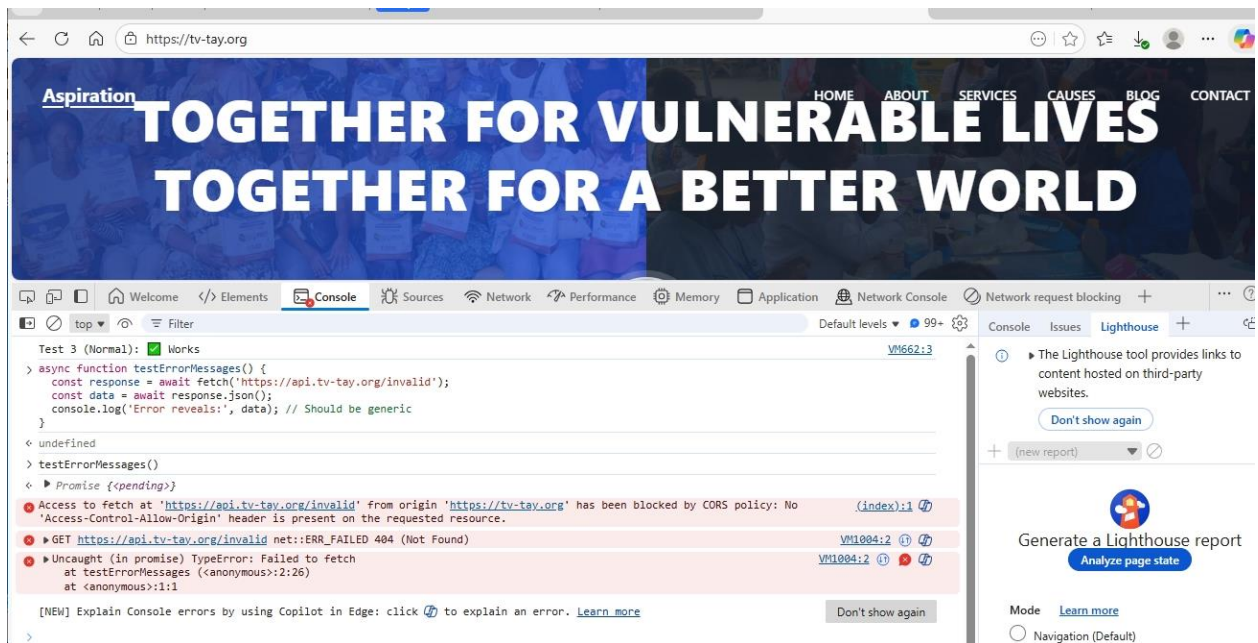 https://tv-tay.org
Aspiration
HOME ABOUT SERVICES CAUSES BLOG CONTACT
TOGETHER FOR VULNERABLE LIVES
TOGETHER FOR A BETTER WORLD
Welcome </> Elements Console Sources Network Performance Memory Application Network Console Network request blocking
top Filter Default levels 99+
Console Issues Lighthouse
Test 3 (Normal): ✅ Works VM662:3
> async function testErrorMessages() {
const response = await fetch('https://api.tv-tay.org/invalid');
const data = await response.json();
console.log('Error reveals:', data); // Should be generic
}
undefined
> testErrorMessages()
Promise {<pending>}
Access to fetch at 'https://api.tv-tay.org/invalid' from origin 'https://tv-tay.org' has been blocked by CORS policy: No (index):1
'Access-Control-Allow-Origin' header is present on the requested resource.
GET https://api.tv-tay.org/invalid net::ERR_FAILED 404 (Not Found) VM1004:2
Uncaught (in promise) TypeError: Failed to fetch VM1004:2
at testErrorMessages (<anonymous>:2:26)
at <anonymous>:1:1
[NEW] Explain Console errors by using Copilot in Edge: click to explain an error. Learn more Don't show again
>
The Lighthouse tool provides links to
content hosted on third-party
websites.
Don't show again
(new report)
Generate a Lighthouse report
Analyze page state
Mode Learn more
Navigation (Default)